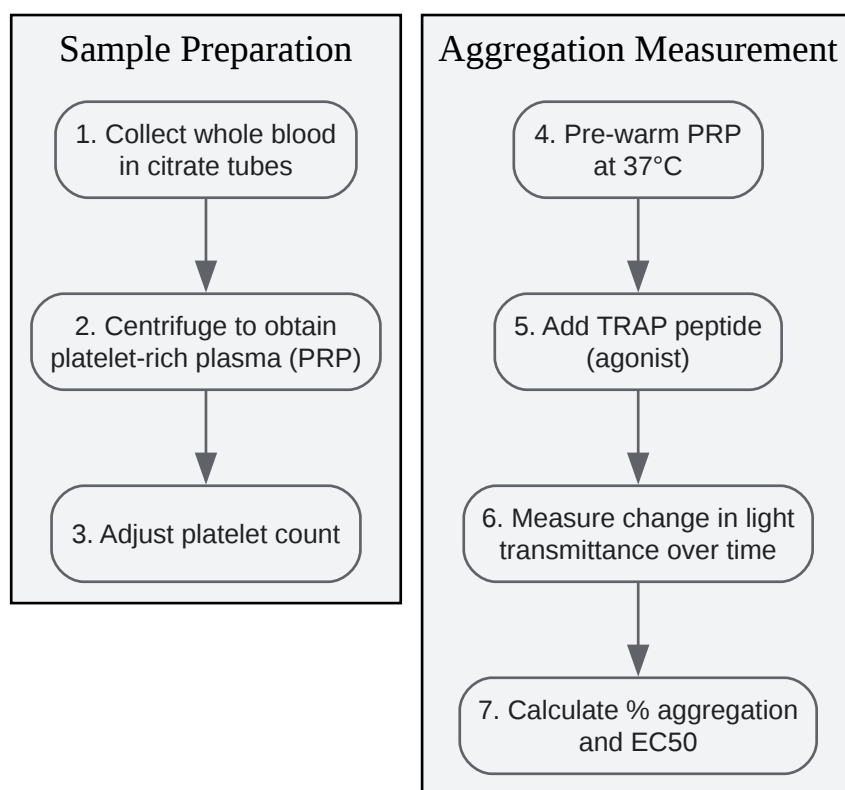 Sample Preparation
1. Collect whole blood
in citrate tubes
2. Centrifuge to obtain
platelet-rich plasma (PRP)
3. Adjust platelet count
Aggregation Measurement
4. Pre-warm PRP
at 37°C
5. Add TRAP peptide
(agonist)
6. Measure change in light
transmittance over time
7. Calculate % aggregation
and EC50